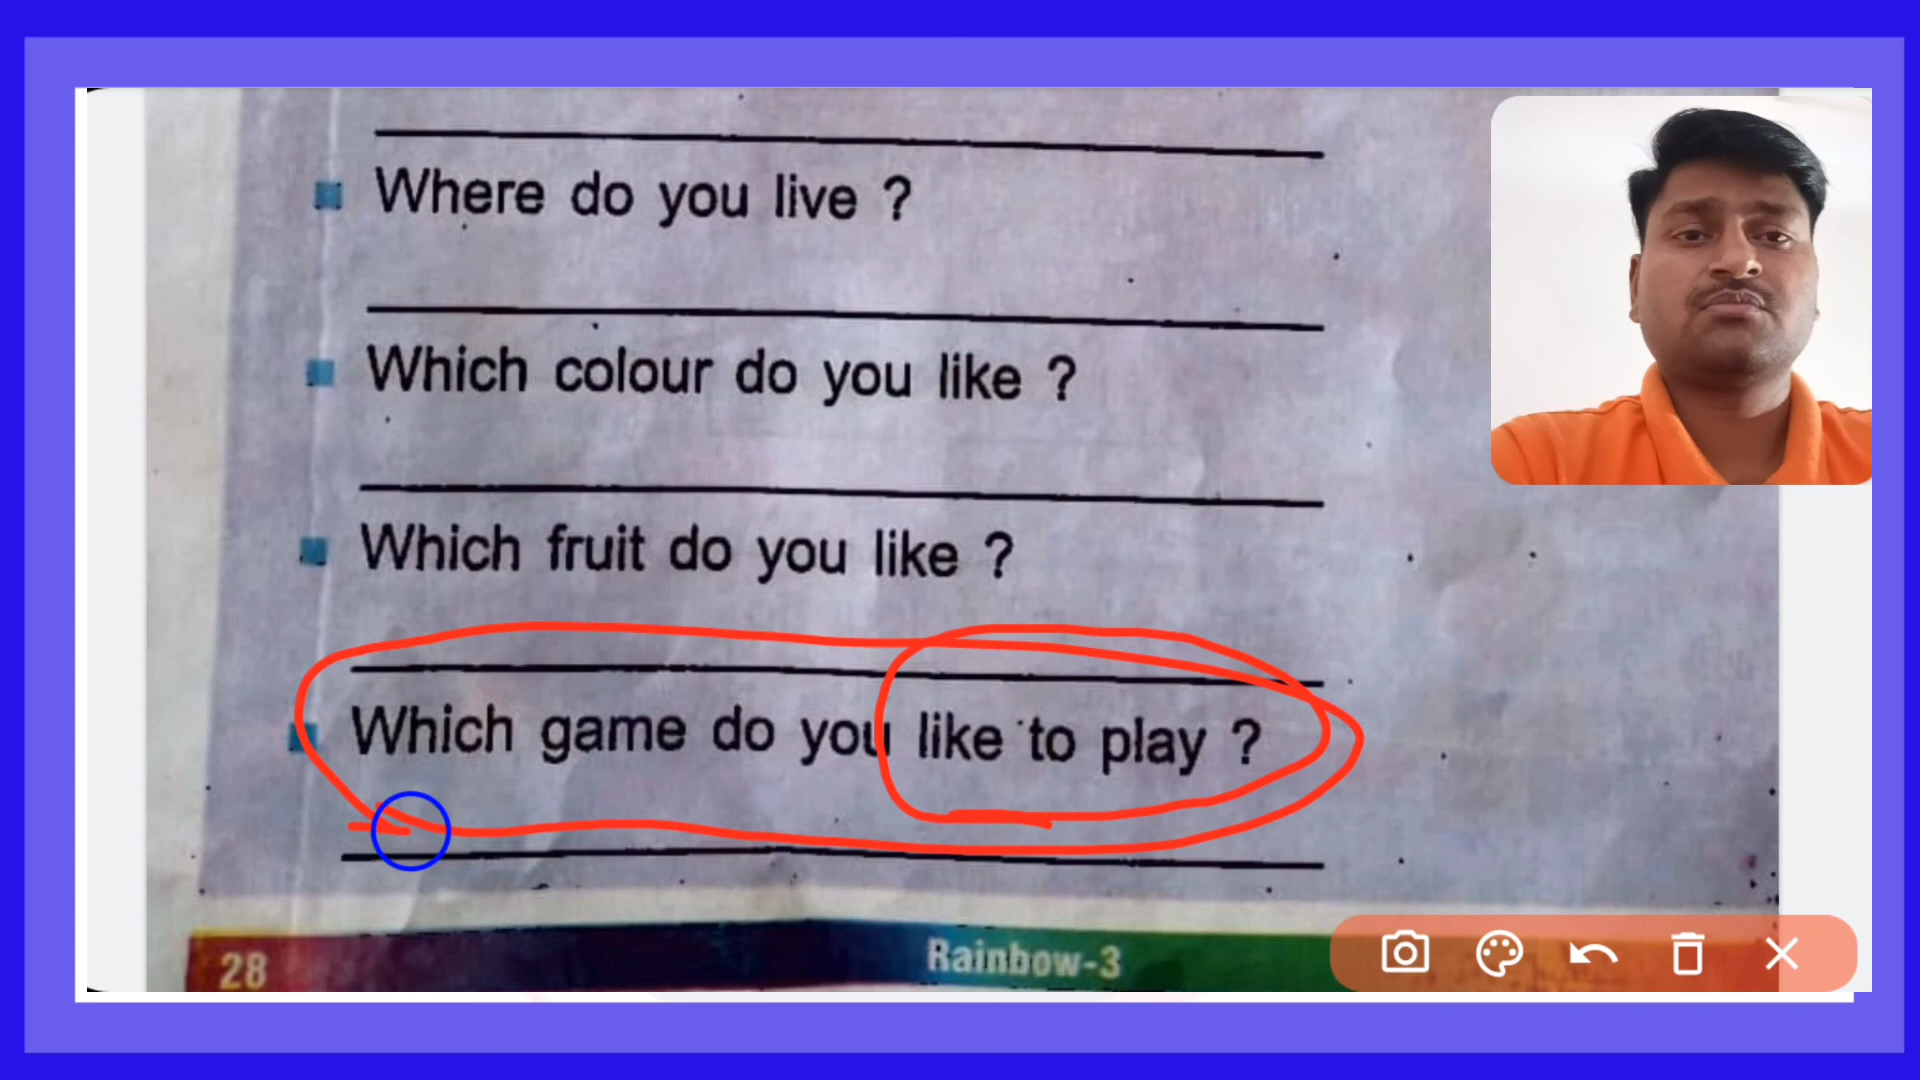 Where do you live ?
Which colour do you like ?
Which fruit do you like ?
Which game do you like to play ?
28
Rainbow-3